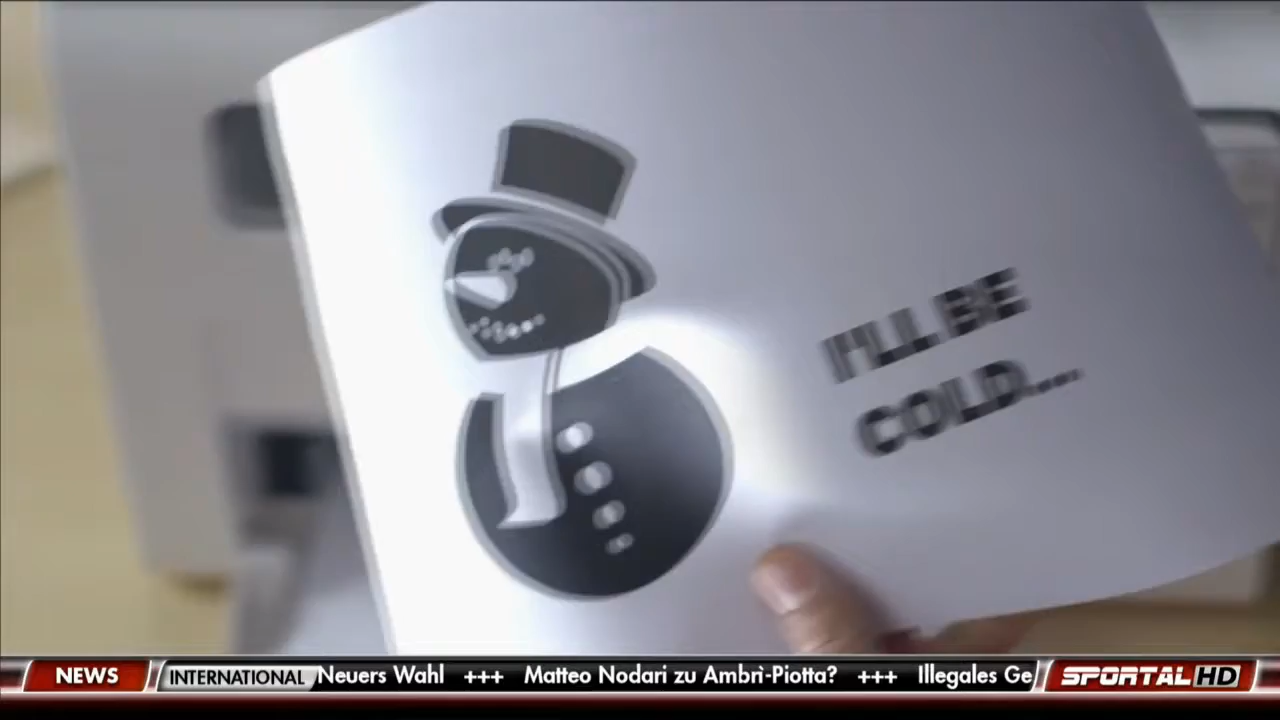 I'LL BE
COLD....
NEWS
INTERNATIONAL
Neuers Wahl +++ Matteo Nodari zu Ambrì-Piotta? +++ Illegales Ge
SPORTAL HD